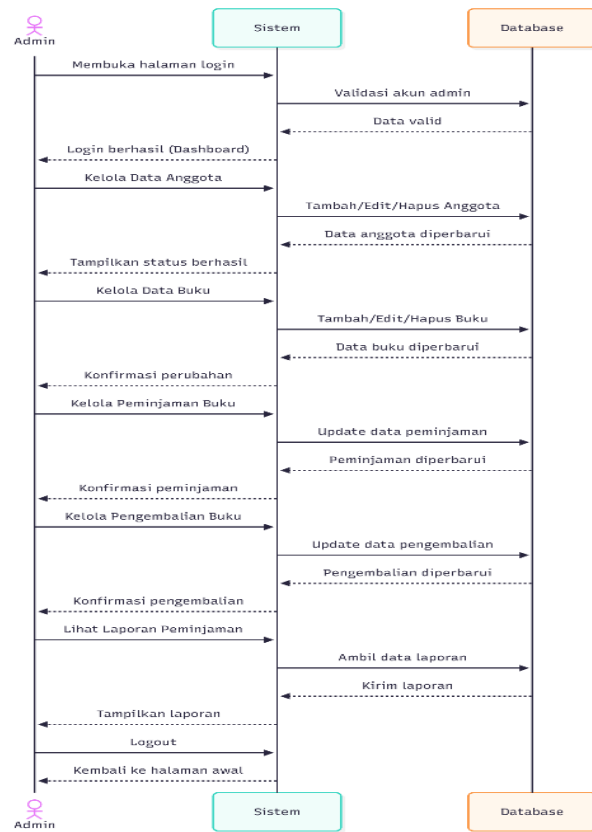 Admin
Sistem
Database
Membuka halaman login
Validasi akun admin
Data valid
Login berhasil (Dashboard)
Kelola Data Anggota
Tambah/Edit/Hapus Anggota
Data anggota diperbarui
Tampilkan status berhasil
Kelola Data Buku
Tambah/Edit/Hapus Buku
Data buku diperbarui
Konfirmasi perubahan
Kelola Peminjaman Buku
Update data peminjaman
Peminjaman diperbarui
Konfirmasi peminjaman
Kelola Pengembalian Buku
Update data pengembalian
Pengembalian diperbarui
Konfirmasi pengembalian
Lihat Laporan Peminjaman
Ambil data laporan
Kirim laporan
Tampilkan laporan
Logout
Kembali ke halaman awal
Admin
Sistem
Database